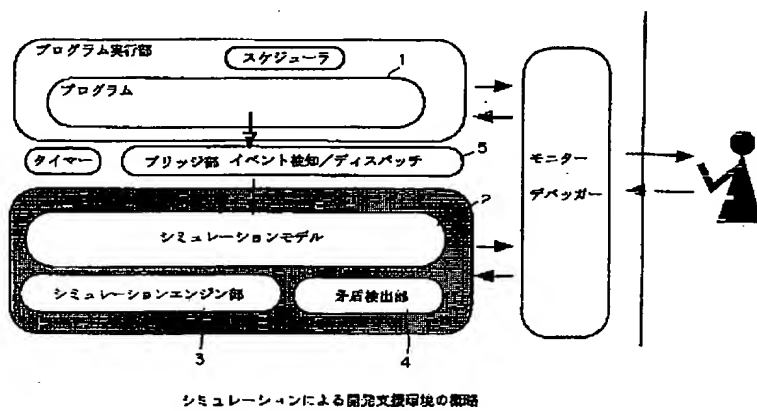 プログラム実行部
スケジューラ
1
プログラム
タイマー
ブリッジ部 イベント検知／ディスパッチ
5
モニター
デバッガー
2
シミュレーションモデル
シミュレーションエンジン部
矛盾検出部
3
4
シミュレーションによる開発支援環境の概略